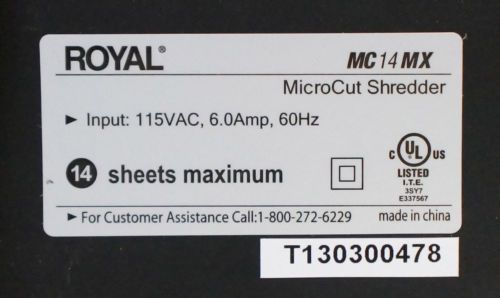 ROYAL® MC14MX
MicroCut Shredder
► Input: 115VAC, 6.0Amp, 60Hz
14 sheets maximum
C UL US
LISTED
I.T.E.
3SY7
E337567
► For Customer Assistance Call:1-800-272-6229 made in china
T130300478